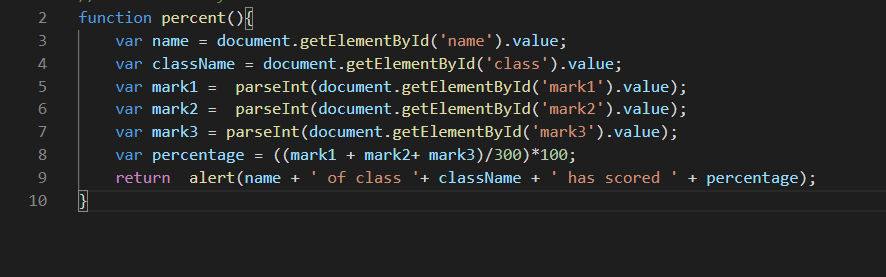 2 function percent(){
3 var name = document.getElementById('name').value;
4 var className = document.getElementById('class').value;
5 var mark1 =  parseInt(document.getElementById('mark1').value);
6 var mark2 =  parseInt(document.getElementById('mark2').value);
7 var mark3 = parseInt(document.getElementById('mark3').value);
8 var percentage = ((mark1 + mark2+ mark3)/300)*100;
9 return  alert(name + ' of class '+ className + ' has scored ' + percentage);
10 }